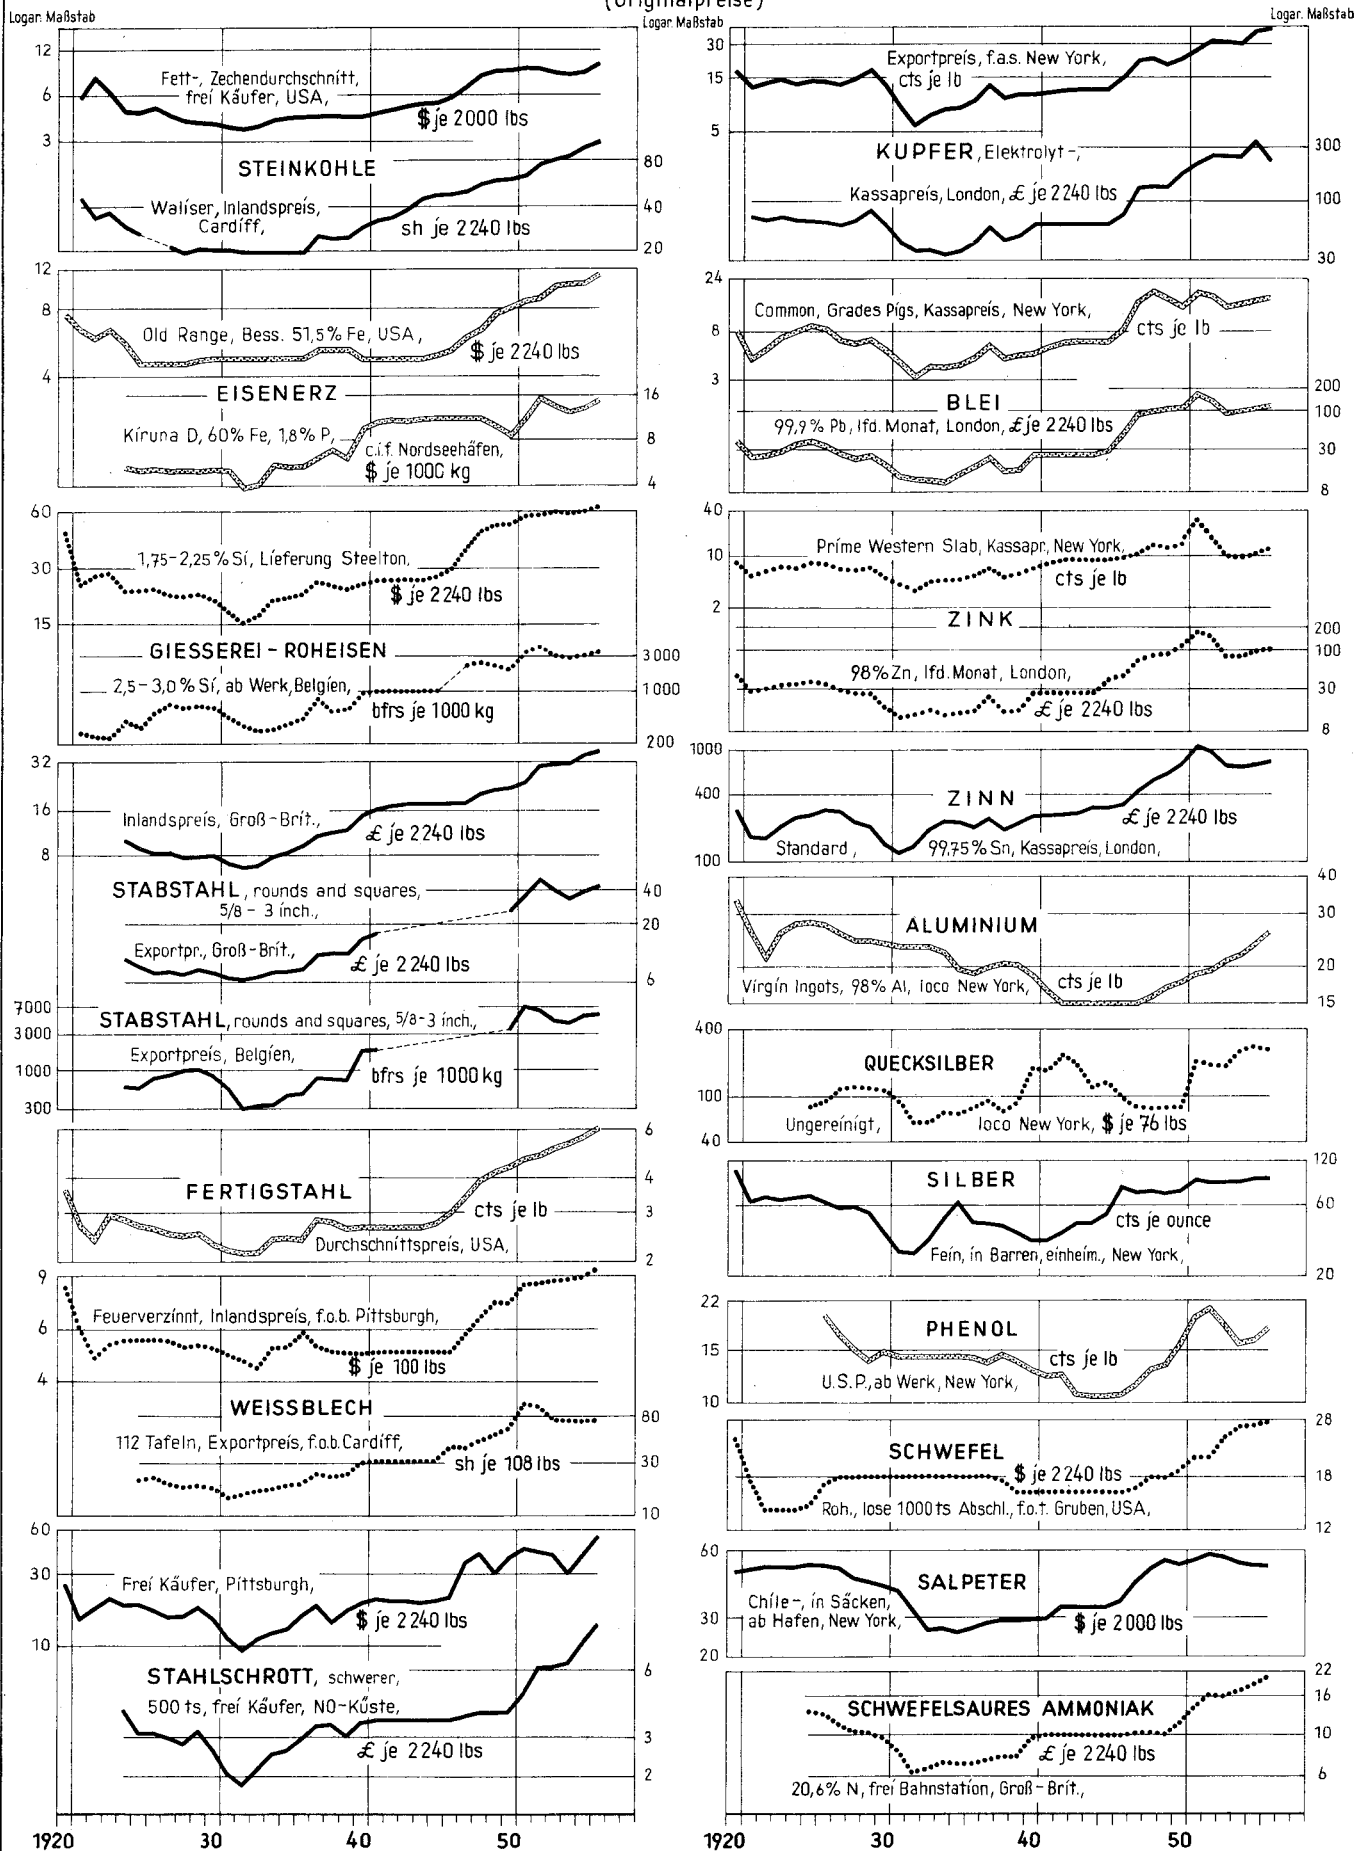 (Originalpreise)
Logar. Maßstab
Logar. Maßstab
Logar. Maßstab
12
6
3
Fett-, Zechendurchschnitt,
frei Käufer, USA,
$ je 2000 lbs
STEINKOHLE
80
40
20
Waliser, Inlandspreis,
Cardiff,
sh je 2240 lbs
12
8
4
Old Range, Bess. 51,5% Fe, USA,
$ je 2240 lbs
EISENERZ
16
8
4
Kiruna D, 60% Fe, 1,8% P,
c.i.f. Nordseehäfen,
$ je 1000 kg
60
30
15
1,75-2,25% Si, Lieferung Steelton,
$ je 2240 lbs
GIESSEREI-ROHEISEN
3000
1000
200
2,5-3,0% Si, ab Werk, Belgien,
bfrs je 1000 kg
32
16
8
Inlandspreis, Groß-Brit.,
£ je 2240 lbs
STABSTAHL, rounds and squares,
5/8 - 3 inch.,
40
20
6
Exportpr., Groß-Brit.,
£ je 2240 lbs
7000
3000
1000
300
STABSTAHL, rounds and squares, 5/8-3 inch.,
Exportpreis, Belgien,
bfrs je 1000 kg
6
4
3
2
FERTIGSTAHL
cts je lb
Durchschnittspreis, USA,
9
6
4
Feuerverzinnt, Inlandspreis, f.o.b. Pittsburgh,
$ je 100 lbs
WEISSBLECH
80
30
10
112 Tafeln, Exportpreis, f.o.b. Cardiff,
sh je 108 lbs
60
30
10
Frei Käufer, Pittsburgh,
$ je 2240 lbs
STAHLSCHROTT, schwerer,
500 ts, frei Käufer, NO-Küste,
£ je 2240 lbs
6
3
2
1920
30
40
50
30
15
5
Exportpreis, f.a.s. New York,
cts je lb
KUPFER, Elektrolyt-,
300
100
30
Kassapreis, London, £ je 2240 lbs
24
8
3
Common, Grades Pigs, Kassapreis, New York,
cts je lb
BLEI
200
100
30
8
99,9% Pb, lfd. Monat, London, £ je 2240 lbs
40
10
2
Prime Western Slab, Kassapr., New York,
cts je lb
ZINK
200
100
30
8
98% Zn, lfd. Monat, London,
£ je 2240 lbs
1000
400
100
ZINN
£ je 2240 lbs
Standard, 99,75% Sn, Kassapreis, London,
40
30
20
15
ALUMINIUM
Virgin Ingots, 98% Al, loco New York,
cts je lb
400
100
40
QUECKSILBER
Ungereinigt, loco New York, $ je 76 lbs
120
60
20
SILBER
cts je ounce
Fein, in Barren, einheim., New York,
22
15
10
PHENOL
cts je lb
U.S.P., ab Werk, New York,
28
18
12
SCHWEFEL
$ je 2240 lbs
Roh., lose 1000 ts Abschl., f.o.t. Gruben, USA,
60
30
20
SALPETER
Chile-, in Säcken,
ab Hafen, New York,
$ je 2000 lbs
22
16
10
6
SCHWEFELSAURES AMMONIAK
£ je 2240 lbs
20,6% N, frei Bahnstation, Groß-Brit.,
1920
30
40
50